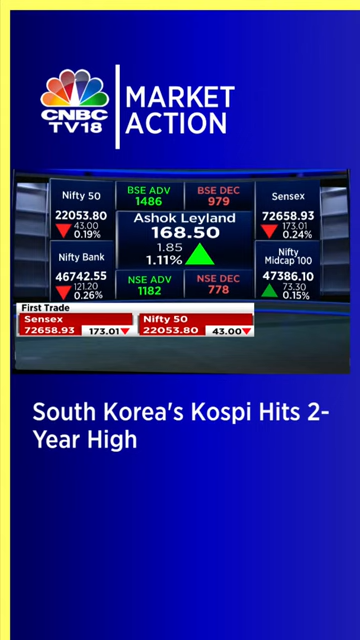 CNBC
TV18
MARKET
ACTION
Nifty 50
22053.80
43.00
0.19%
BSE ADV
1486
BSE DEC
979
Sensex
72658.93
173.01
0.24%
Ashok Leyland
168.50
1.85
1.11%
Nifty Bank
46742.55
121.20
0.26%
NSE ADV
1182
NSE DEC
778
Nifty
Midcap 100
47386.10
73.30
0.15%
First Trade
Sensex
72658.93 173.01
Nifty 50
22053.80 43.00
South Korea's Kospi Hits 2-
Year High